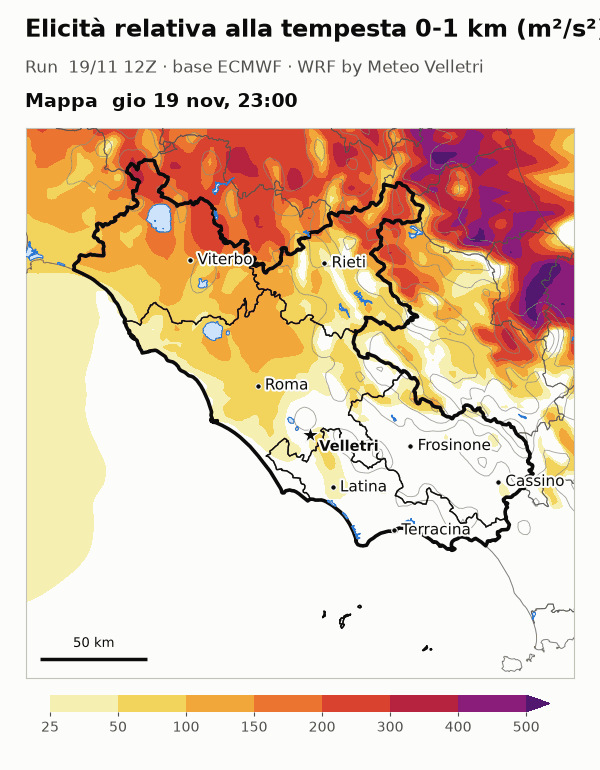 Elicità relativa alla tempesta 0-1 km (m²/s²)
Run  19/11 12Z · base ECMWF · WRF by Meteo Velletri
Mappa  gio 19 nov, 23:00
Viterbo
Rieti
Roma
Velletri
Frosinone
Latina
Cassino
Terracina
50 km
25 50 100 150 200 300 400 500